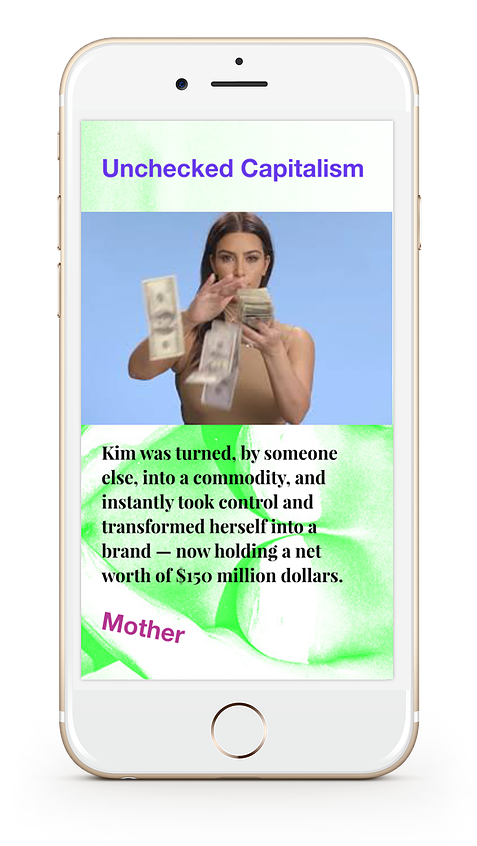 Unchecked Capitalism
Kim was turned, by someone
else, into a commodity, and
instantly took control and
transformed herself into a
brand — now holding a net
worth of $150 million dollars.
Mother